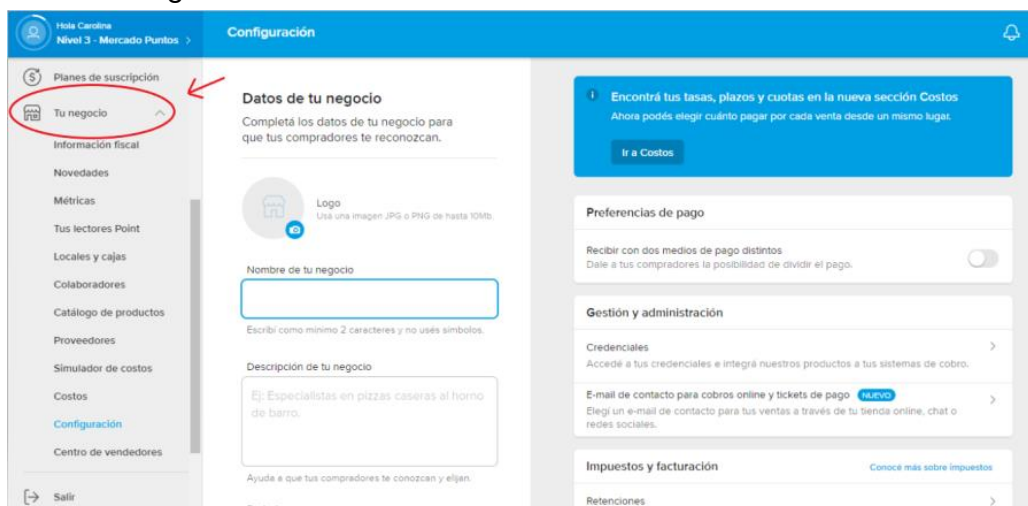 Hola Carolina
Nivel 3 - Mercado Puntos >
Configuración
Planes de suscripción
Tu negocio
Información fiscal
Novedades
Métricas
Tus lectores Point
Locales y cajas
Colaboradores
Catálogo de productos
Proveedores
Simulador de costos
Costos
Configuración
Centro de vendedores
Salir
Datos de tu negocio
Completá los datos de tu negocio para
que tus compradores te reconozcan.
Logo
Usá una imagen JPG o PNG de hasta 10Mb.
Nombre de tu negocio
Escribí como mínimo 2 caracteres y no usés símbolos.
Descripción de tu negocio
Ej: Especialistas en pizzas caseras al horno
de barro.
Ayuda a que tus compradores te conozcan y elijan.
Encontrá tus tasas, plazos y cuotas en la nueva sección Costos
Ahora podés elegir cuánto pagar por cada venta desde un mismo lugar.
Ir a Costos
Preferencias de pago
Recibir con dos medios de pago distintos
Dale a tus compradores la posibilidad de dividir el pago.
Gestión y administración
Credenciales
Accedé a tus credenciales e integrá nuestros productos a tus sistemas de cobro.
E-mail de contacto para cobros online y tickets de pago NUEVO
Elegí un e-mail de contacto para tus ventas a través de tu tienda online, chat o
redes sociales.
Impuestos y facturación
Conocé más sobre impuestos
Retenciones